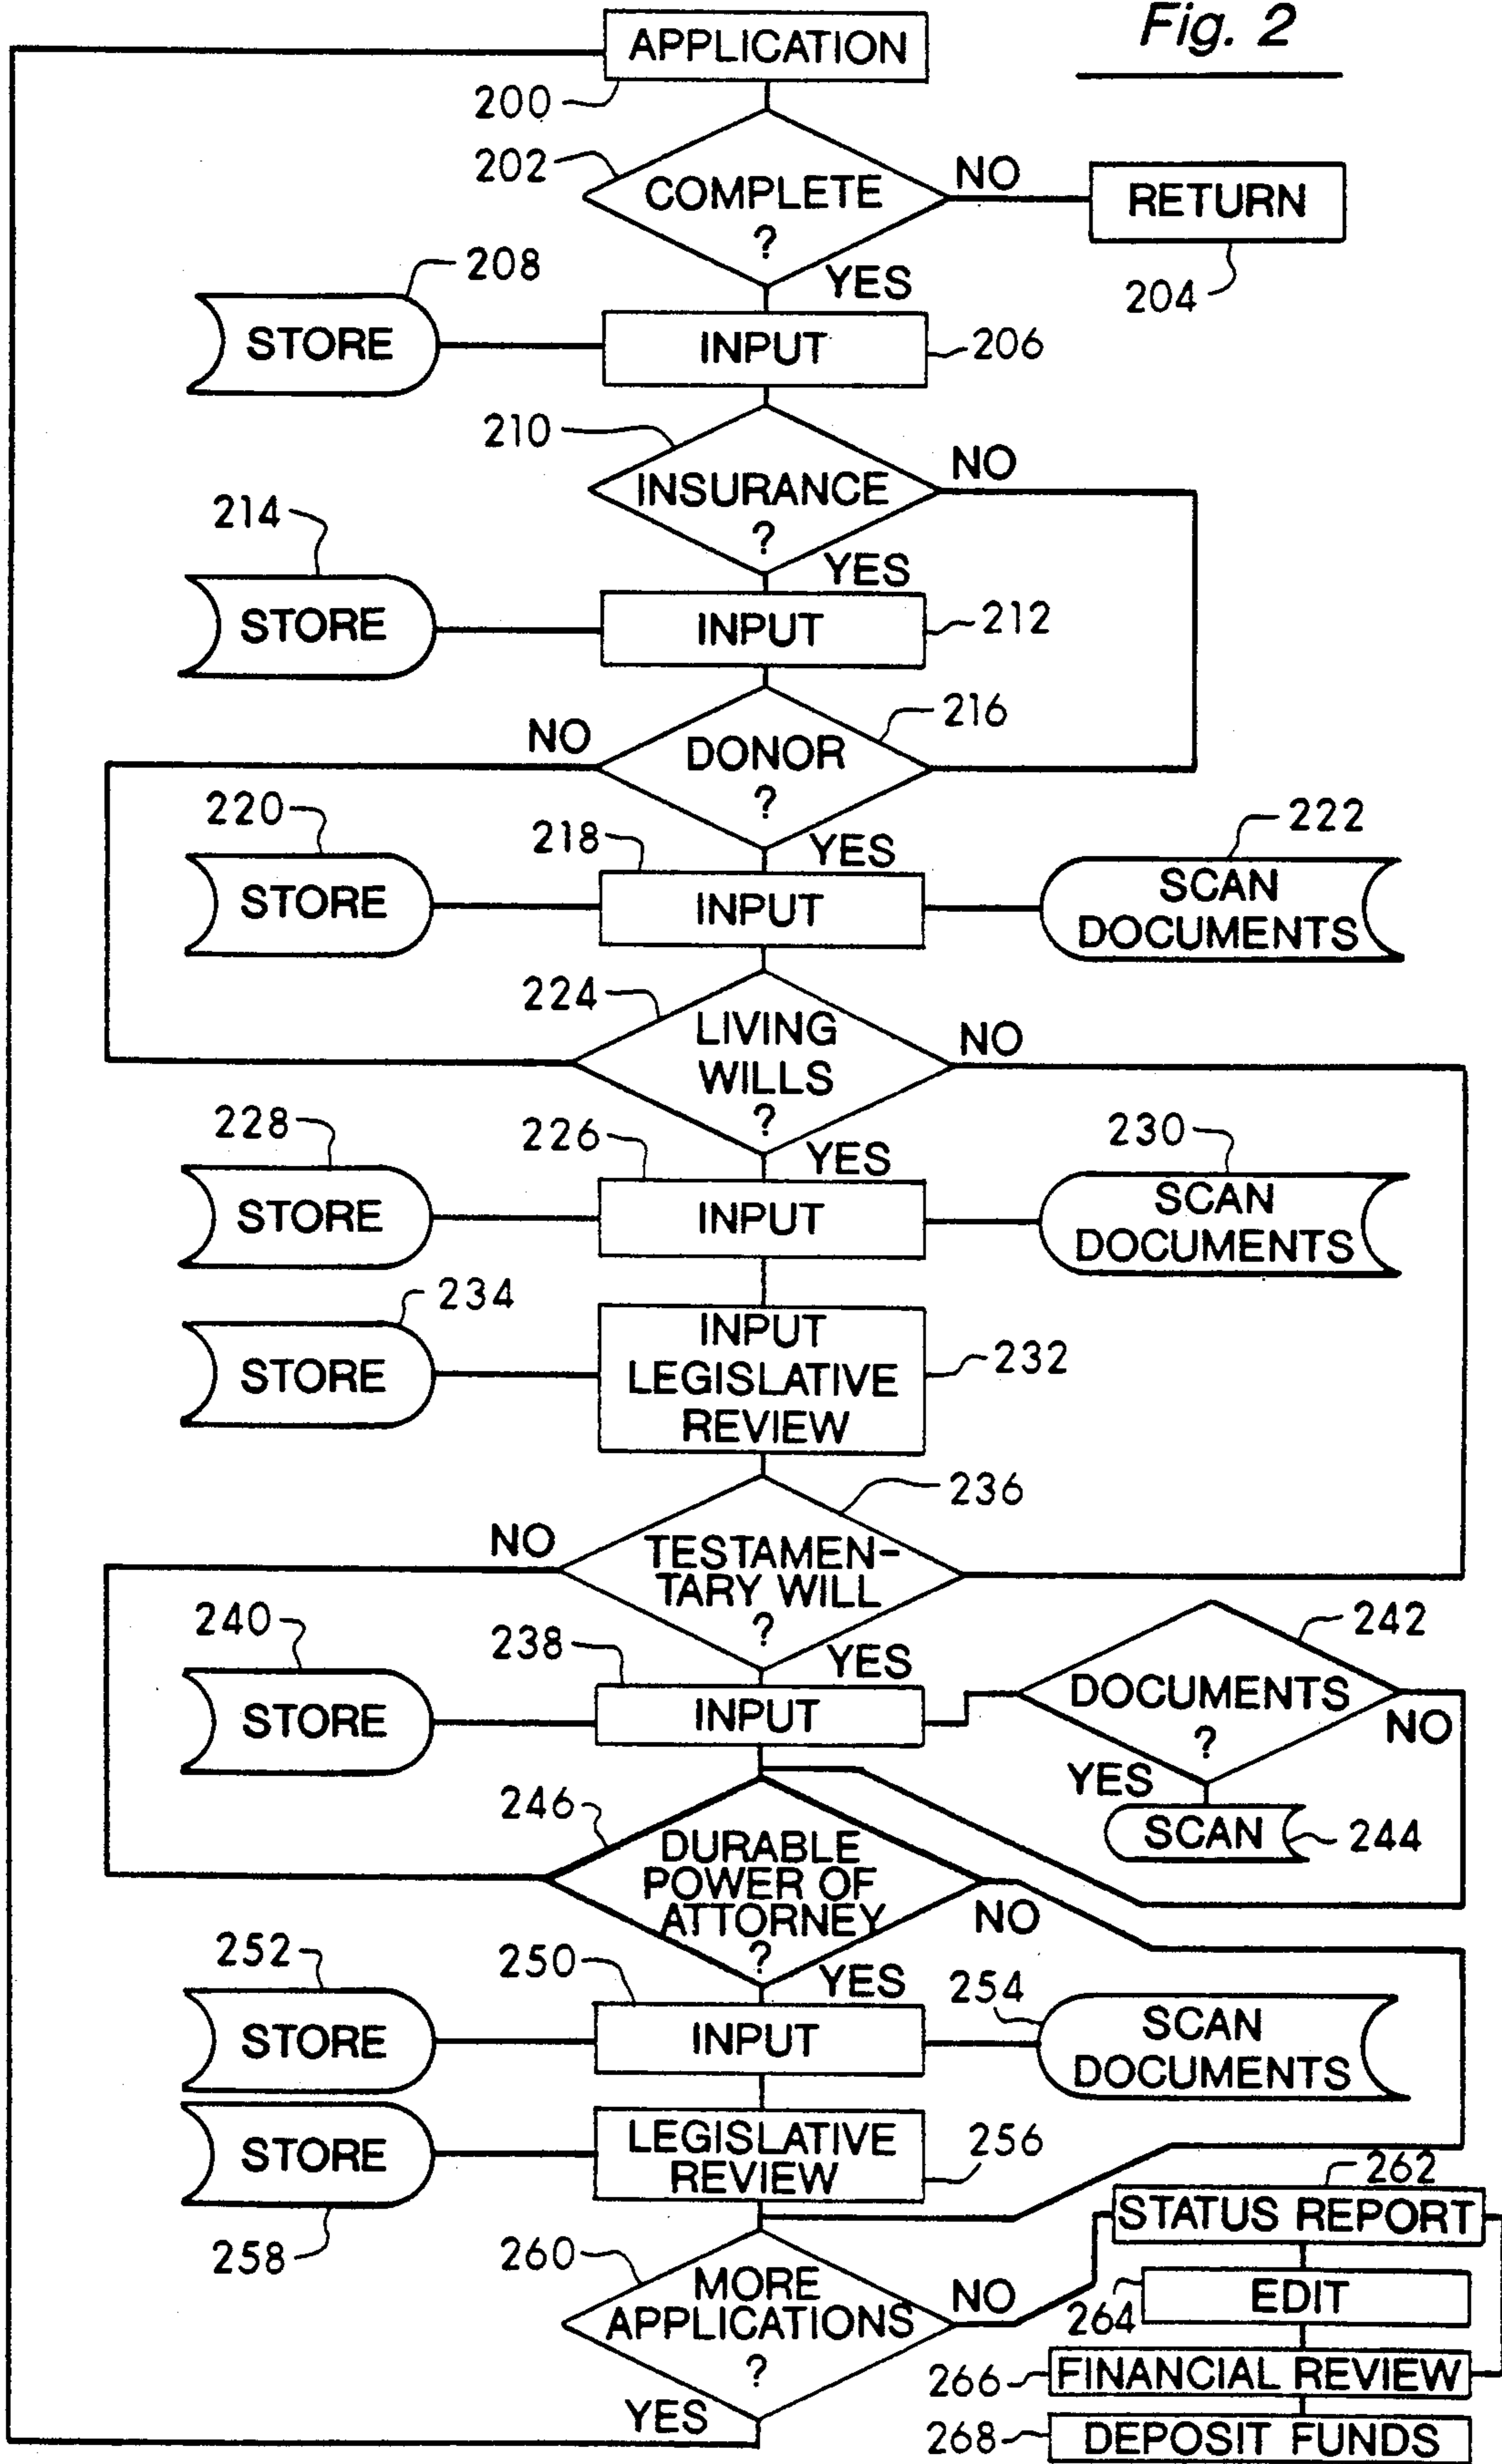 Fig. 2
APPLICATION
200
202
COMPLETE
?
NO
RETURN
204
YES
208
STORE
INPUT
206
210
INSURANCE
?
NO
YES
214
STORE
INPUT
212
216
NO
DONOR
?
YES
220
STORE
218
INPUT
222
SCAN
DOCUMENTS
224
LIVING
WILLS
?
NO
YES
228
STORE
226
INPUT
230
SCAN
DOCUMENTS
234
STORE
INPUT
LEGISLATIVE
REVIEW
232
236
NO
TESTAMEN-
TARY WILL
?
YES
240
STORE
238
INPUT
242
DOCUMENTS
?
NO
YES
SCAN
244
246
DURABLE
POWER OF
ATTORNEY
?
NO
YES
252
STORE
250
INPUT
254
SCAN
DOCUMENTS
STORE
258
LEGISLATIVE
REVIEW
256
260
MORE
APPLICATIONS
?
NO
YES
262
STATUS REPORT
EDIT
264
266
FINANCIAL REVIEW
268
DEPOSIT FUNDS